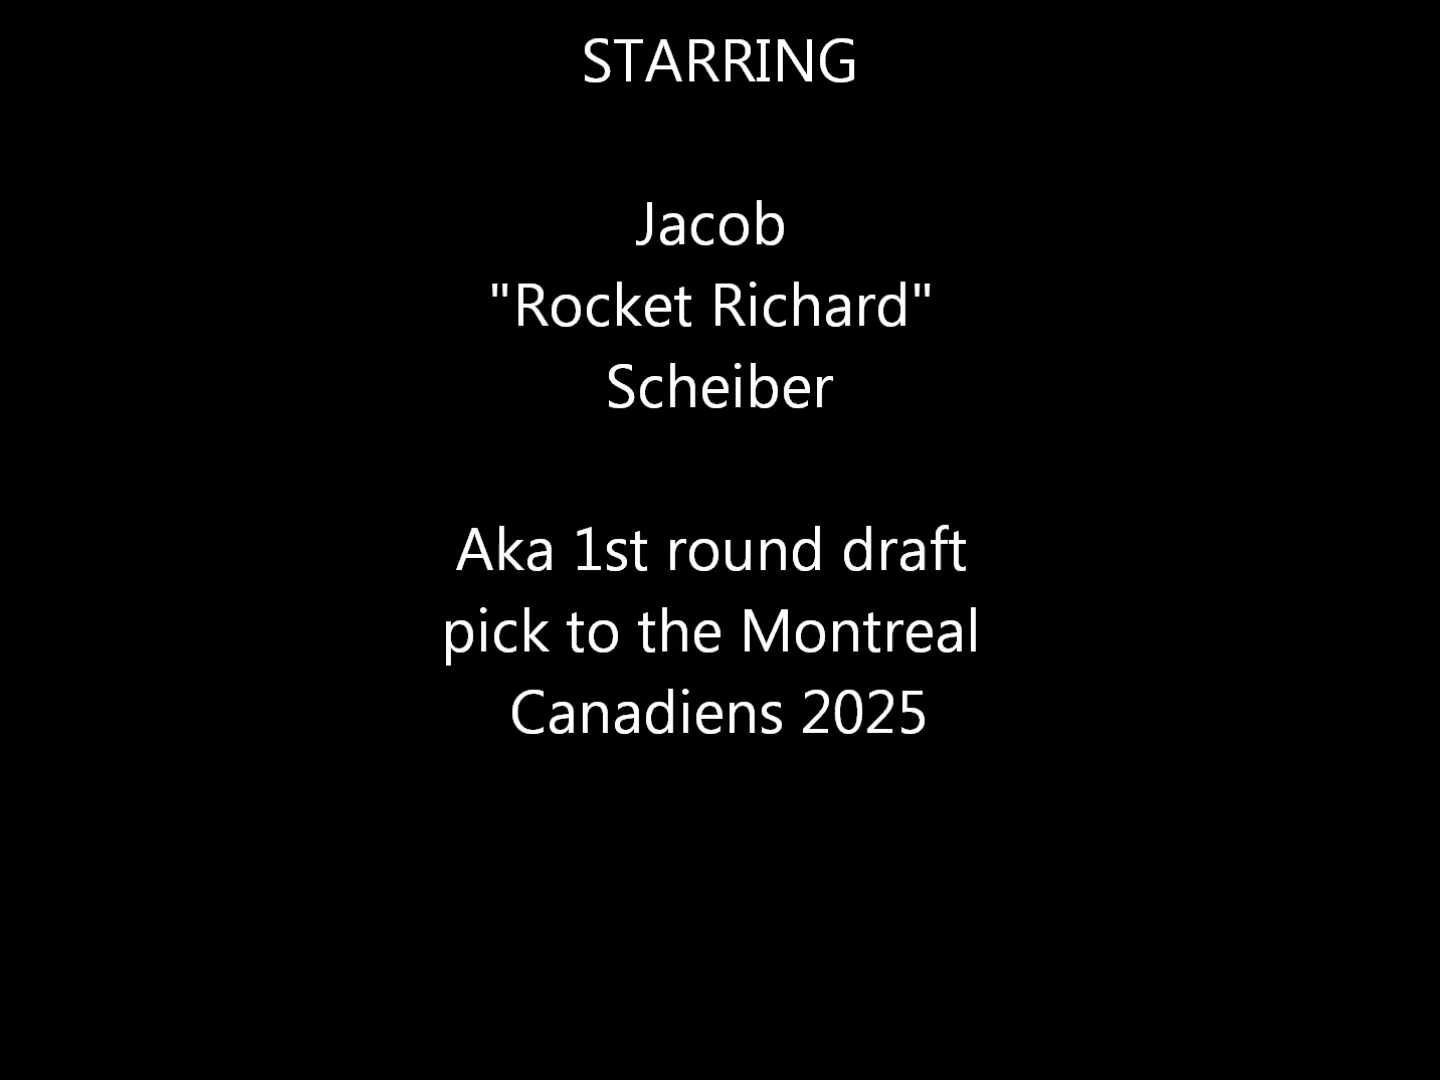 STARRING
Jacob
"Rocket Richard"
Scheiber
Aka 1st round draft
pick to the Montreal
Canadiens 2025